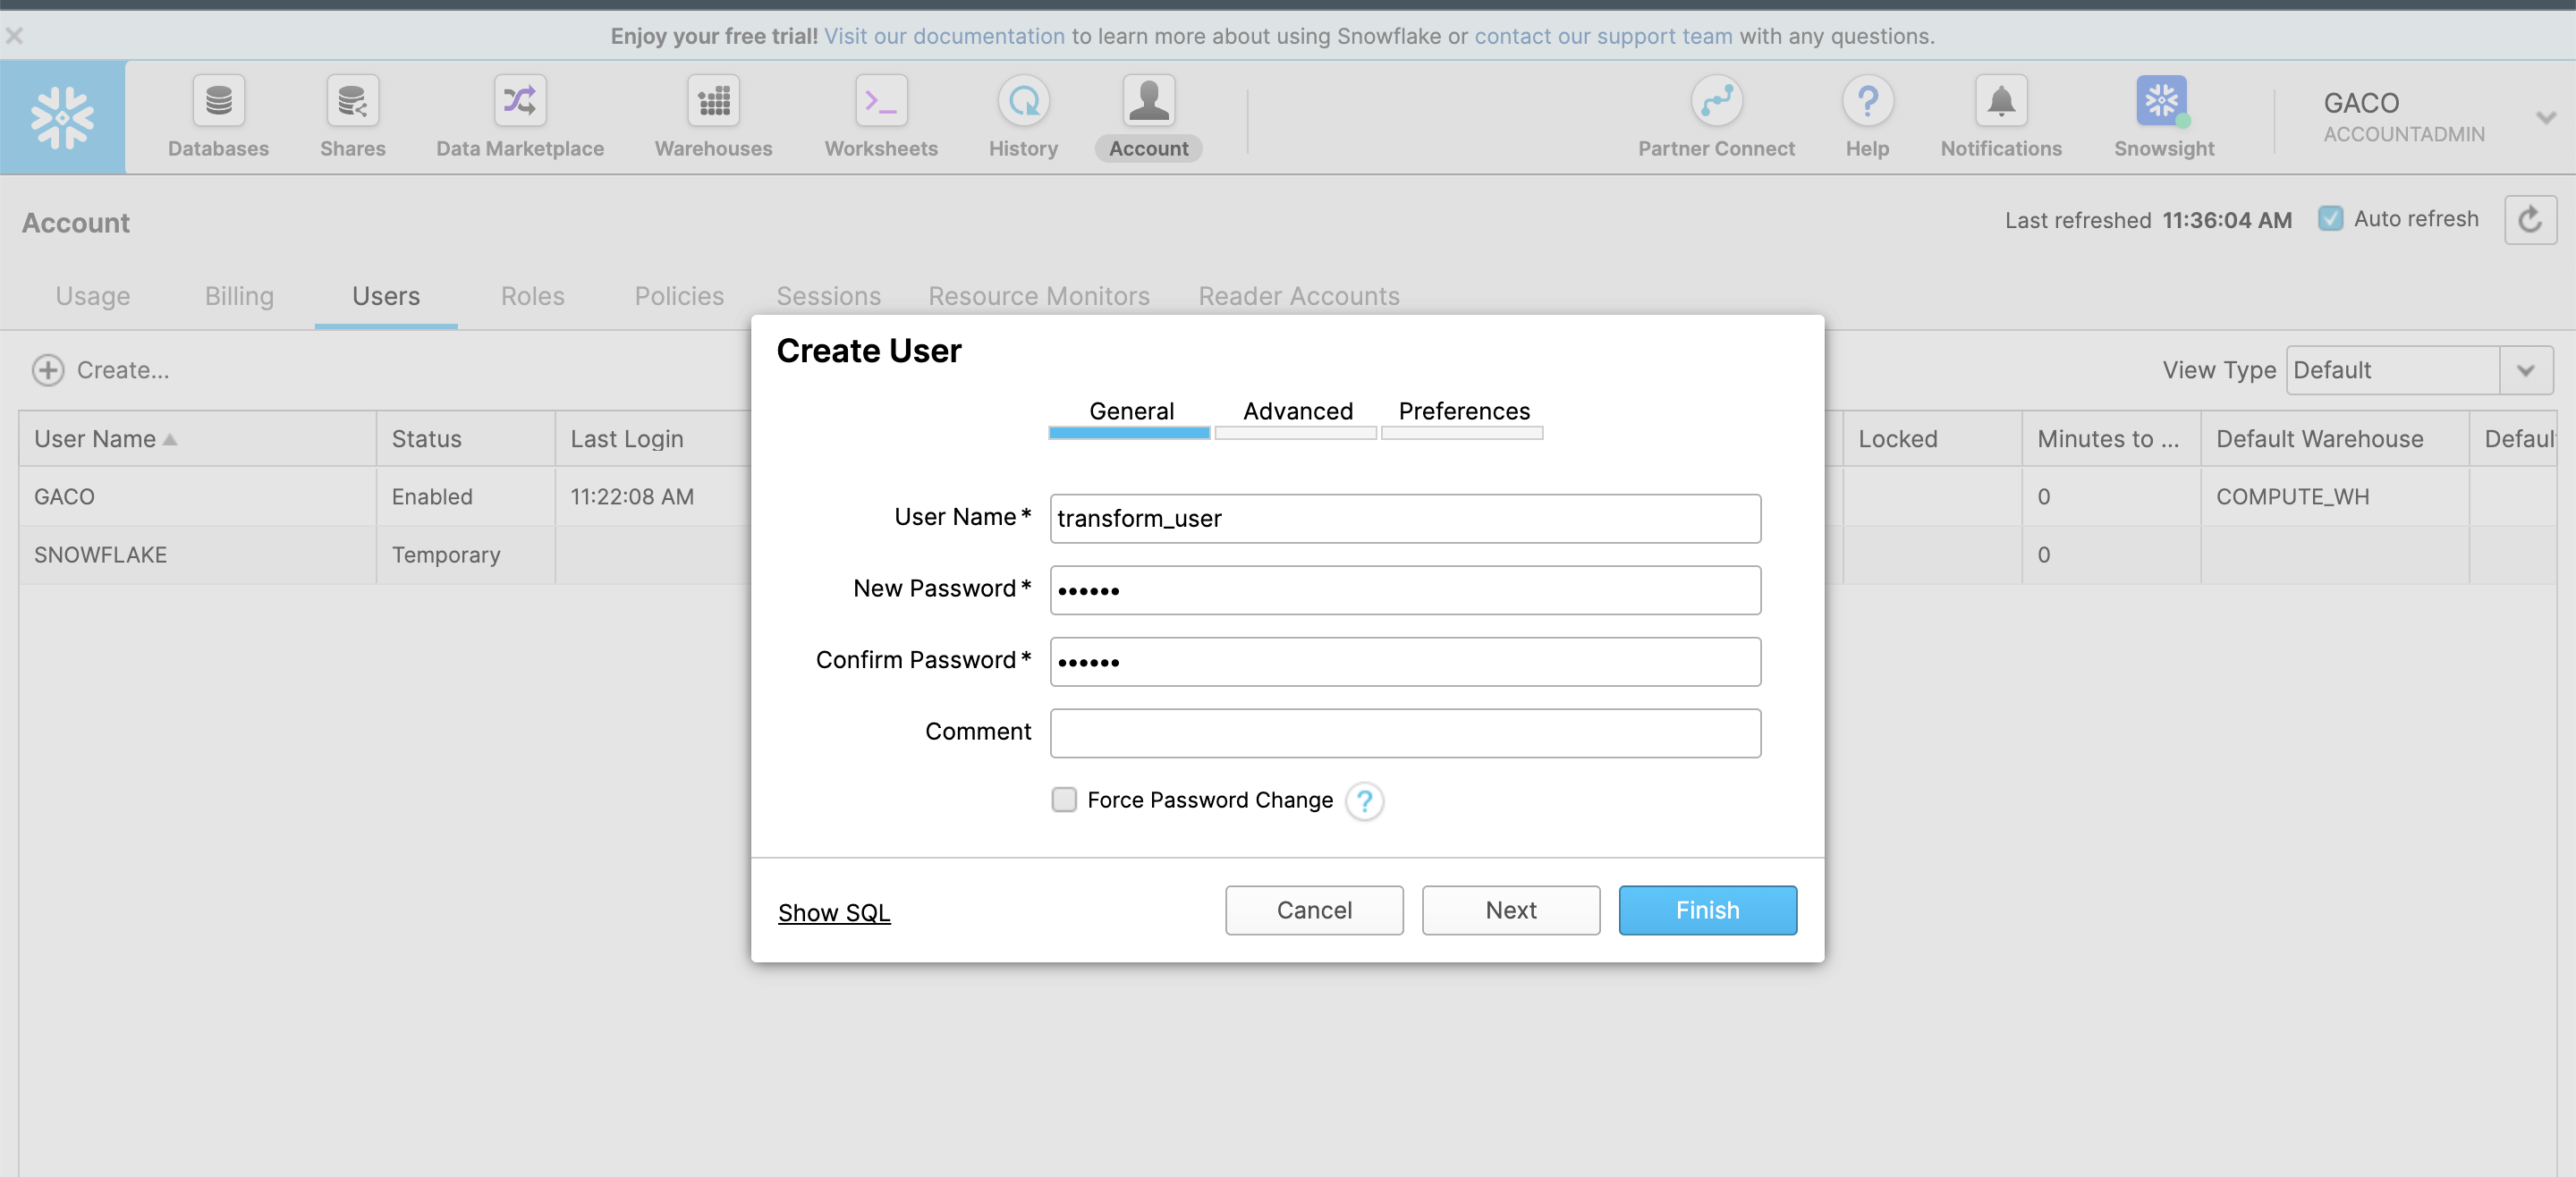 Enjoy your free trial! Visit our documentation to learn more about using Snowflake or contact our support team with any questions.
Databases Shares Data Marketplace Warehouses Worksheets History Account Partner Connect Help Notifications Snowsight
GACO
ACCOUNTADMIN
Account
Last refreshed 11:36:04 AM Auto refresh
Usage Billing Users Roles Policies Sessions Resource Monitors Reader Accounts
Create...
View Type Default
User Name Status Last Login Locked Minutes to ... Default Warehouse Defaul
GACO Enabled 11:22:08 AM 0 COMPUTE_WH
SNOWFLAKE Temporary 0
Create User
General Advanced Preferences
User Name* transform_user
New Password* ••••••
Confirm Password* ••••••
Comment
Force Password Change ?
Show SQL Cancel Next Finish